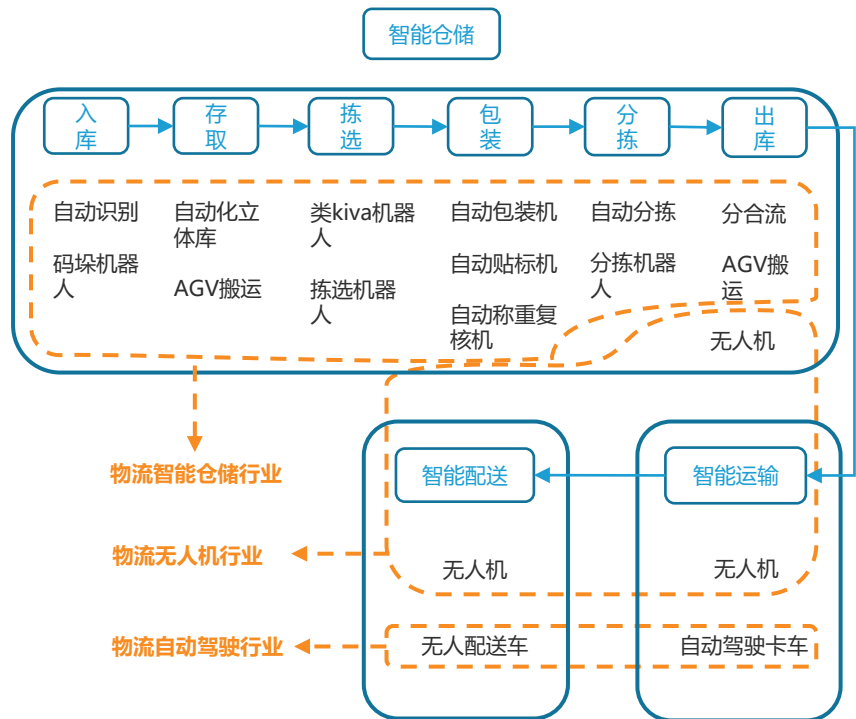 智能仓储
入
库
存
取
拣
选
包
装
分
拣
出
库
自动识别
码垛机器
人
自动化立
体库
AGV搬运
类kiva机器
人
拣选机器
人
自动包装机
自动贴标机
自动称重复
核机
自动分拣
分拣机器
人
分合流
AGV搬
运
无人机
物流智能仓储行业
智能配送
智能运输
物流无人机行业
无人机
无人机
物流自动驾驶行业
无人配送车
自动驾驶卡车